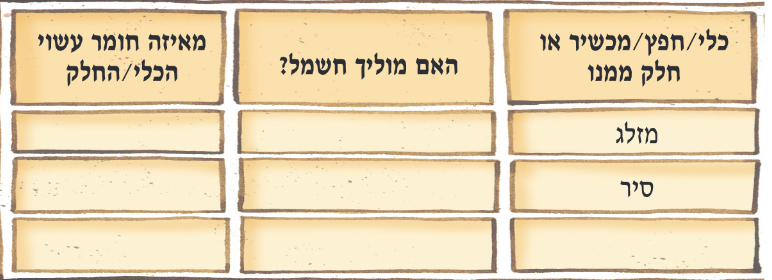 כלי/חפץ/מכשיר או
חלק ממנו
האם מוליך חשמל?
מאיזה חומר עשוי
הכלי/החלק
מזלג
סיר